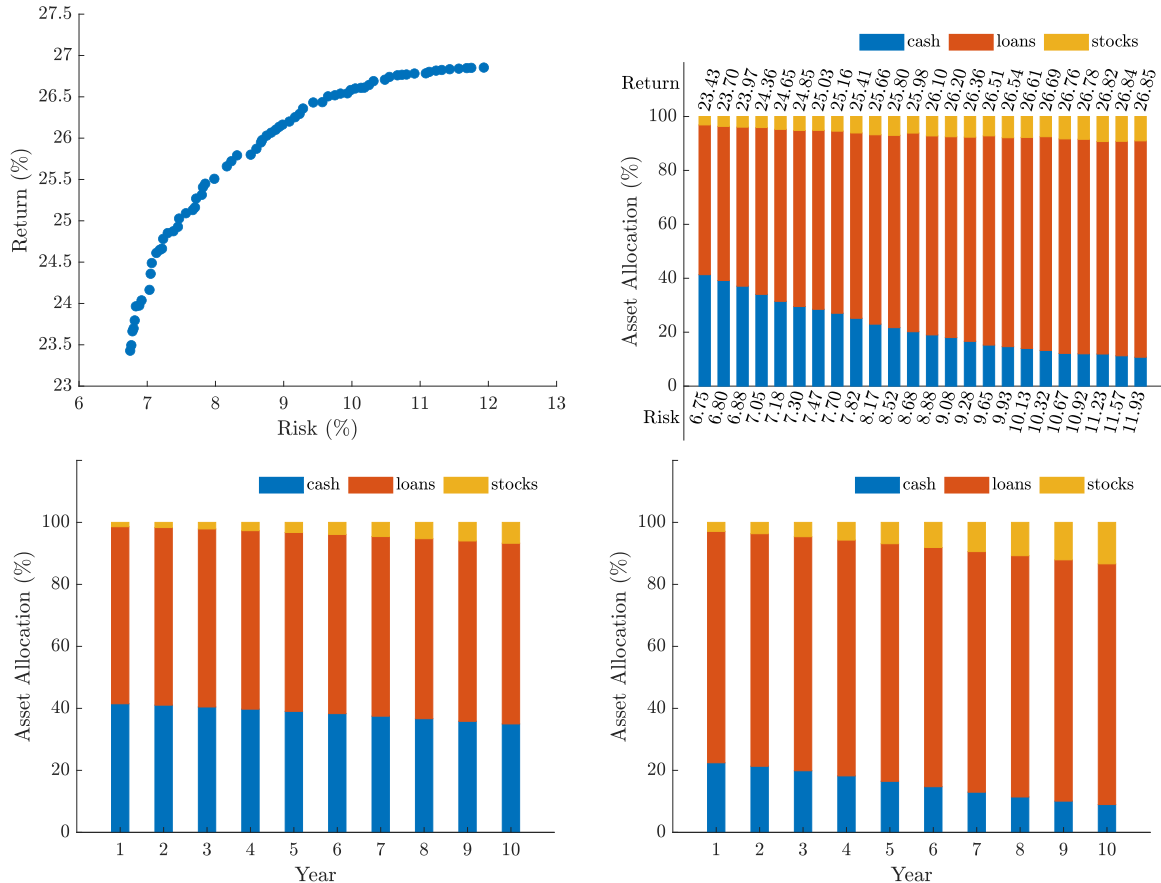 27.5
27
26.5
26
25.5
25
24.5
24
23.5
23
6 7 8 9 10 11 12 13
Return (%)
Risk (%)
cash loans stocks
Return 23.43 23.70 23.97 24.36 24.65 24.85 25.03 25.16 25.41 25.66 25.80 25.98 26.10 26.20 26.36 26.51 26.54 26.61 26.69 26.76 26.78 26.82 26.84 26.85
100
80
60
40
20
0
Asset Allocation (%)
Risk 6.75 6.80 6.88 7.05 7.18 7.30 7.47 7.70 7.82 8.17 8.52 8.68 8.88 9.08 9.28 9.65 9.93 10.13 10.32 10.67 10.92 11.23 11.57 11.93
cash loans stocks
100
80
60
40
20
0
Asset Allocation (%)
1 2 3 4 5 6 7 8 9 10
Year
cash loans stocks
100
80
60
40
20
0
Asset Allocation (%)
1 2 3 4 5 6 7 8 9 10
Year